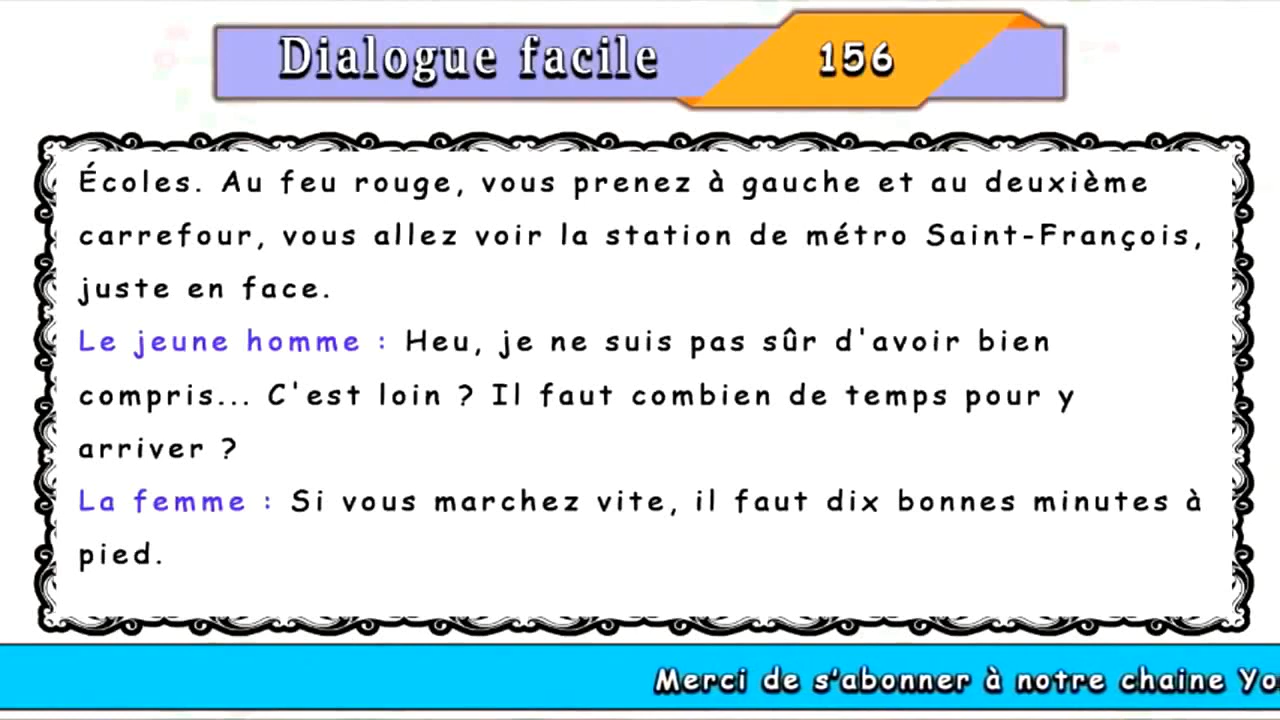 Dialogue facile 156
Écoles. Au feu rouge, vous prenez à gauche et au deuxième
carrefour, vous allez voir la station de métro Saint-François,
juste en face.
Le jeune homme : Heu, je ne suis pas sûr d'avoir bien
compris... C'est loin ? Il faut combien de temps pour y
arriver ?
La femme : Si vous marchez vite, il faut dix bonnes minutes à
pied.
Merci de s'abonner à notre chaine Yo